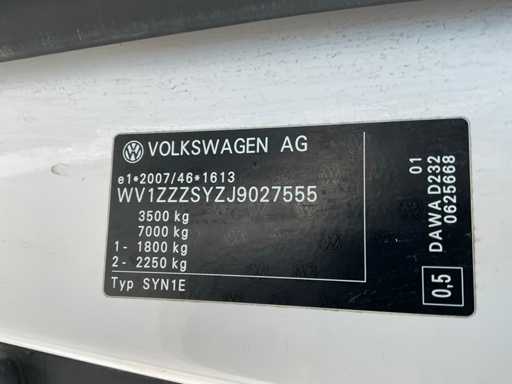 VOLKSWAGEN AG
e1*2007/46*1613
WV1ZZZSYZJ9027555
3500 kg
7000 kg
1- 1800 kg
2- 2250 kg
Typ SYN1E
01
DAWA D232
0625668
0,5